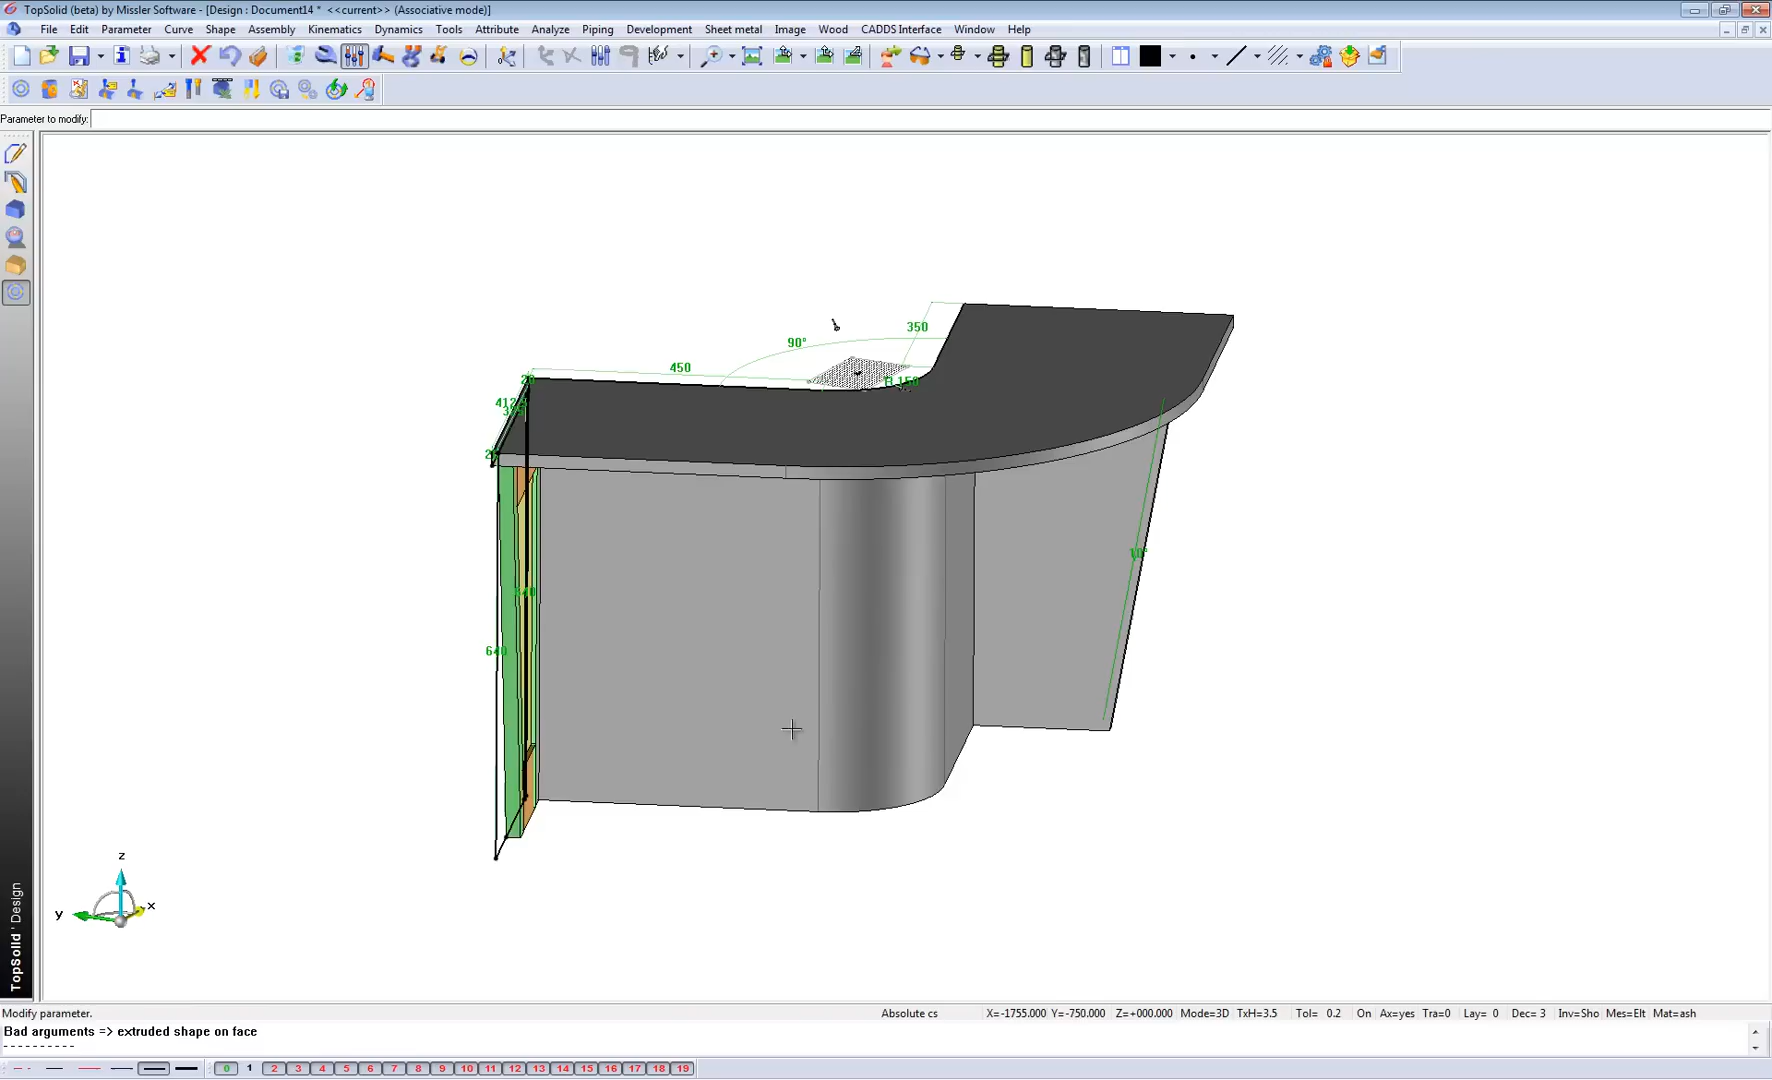 TopSolid (beta) by Missler Software - [Design : Document14 * <<current>> (Associative mode)]
File Edit Parameter Curve Shape Assembly Kinematics Dynamics Tools Attribute Analyze Piping Development Sheet metal Image Wood CADDS Interface Window Help
Parameter to modify:
350
90°
450
R 150
20
412
640
10°
z
y
x
TopSolid'Design
Modify parameter.
Absolute cs X=-1755.000 Y=-750.000 Z=+000.000 Mode=3D TxH=3.5 Tol= 0.2 On Ax=yes Tra=0 Lay= 0 Dec= 3 Inv=Sho Mes=Elt Mat=ash
Bad arguments => extruded shape on face
----------
0 1 2 3 4 5 6 7 8 9 10 11 12 13 14 15 16 17 18 19